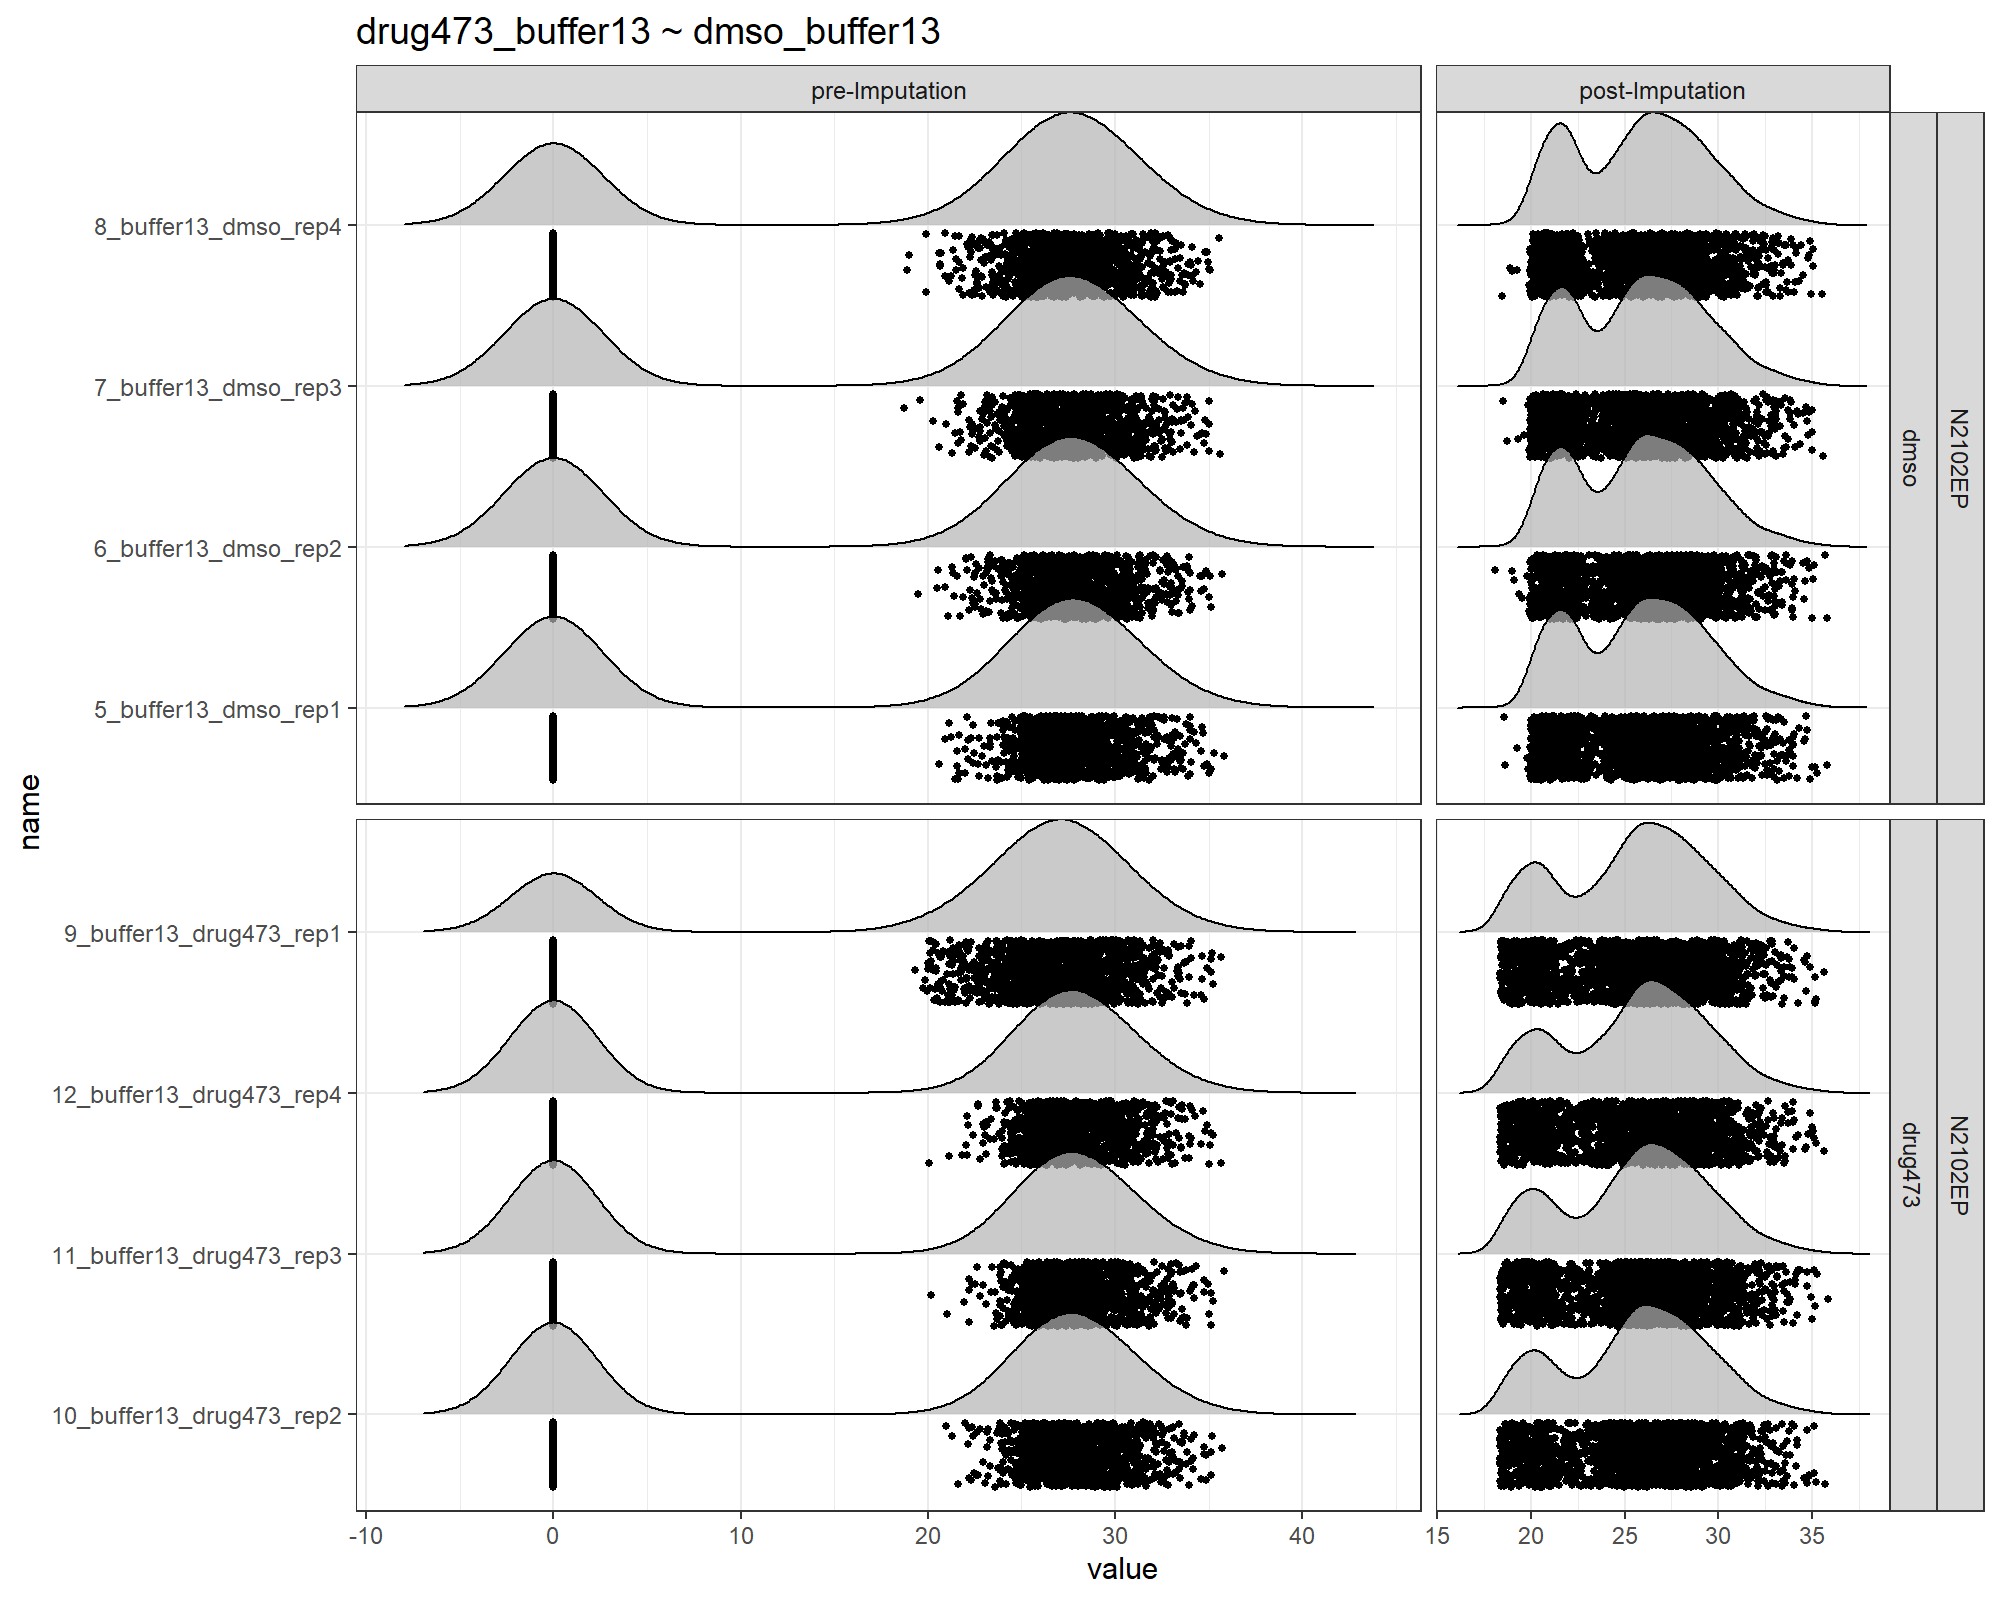 drug473_buffer13 ~ dmso_buffer13
pre-Imputation
post-Imputation
8_buffer13_dmso_rep4
7_buffer13_dmso_rep3
6_buffer13_dmso_rep2
5_buffer13_dmso_rep1
dmso
N2102EP
name
9_buffer13_drug473_rep1
12_buffer13_drug473_rep4
11_buffer13_drug473_rep3
10_buffer13_drug473_rep2
drug473
N2102EP
-10 0 10 20 30 40
15 20 25 30 35
value